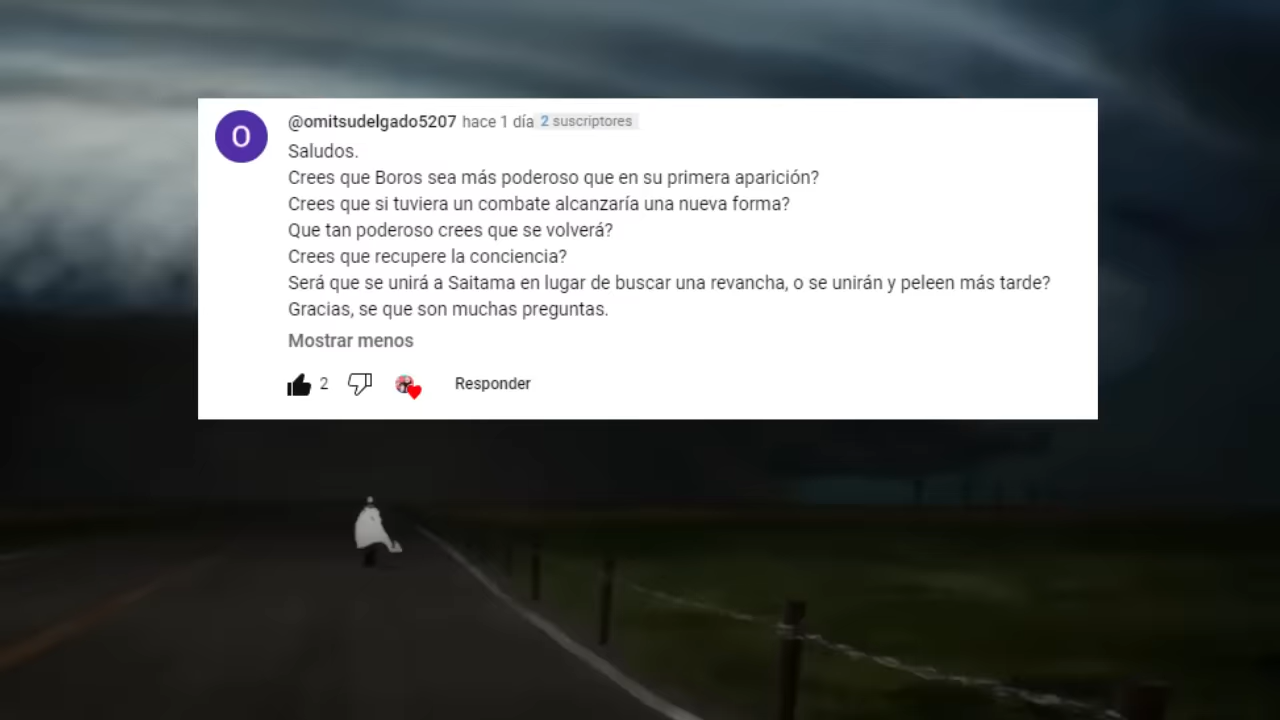 O
@omitsudelgado5207 hace 1 día 2 suscriptores
Saludos.
Crees que Boros sea más poderoso que en su primera aparición?
Crees que si tuviera un combate alcanzaría una nueva forma?
Que tan poderoso crees que se volverá?
Crees que recupere la conciencia?
Será que se unirá a Saitama en lugar de buscar una revancha, o se unirán y peleen más tarde?
Gracias, se que son muchas preguntas.
Mostrar menos
2 Responder